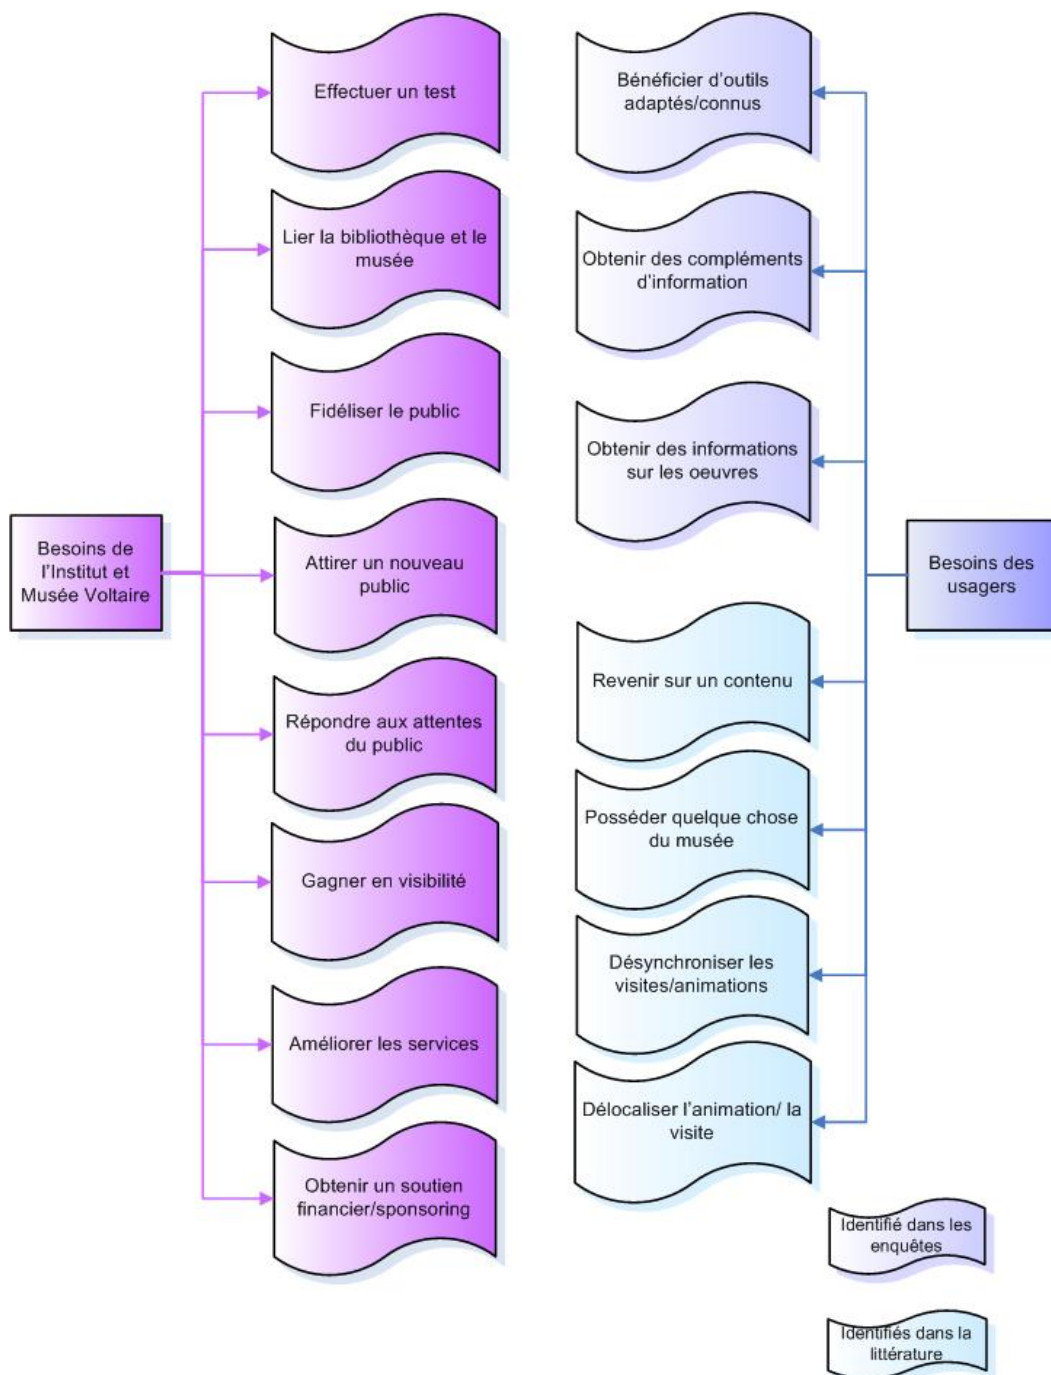 Effectuer un test
Lier la bibliothèque et le
musée
Fidéliser le public
Attirer un nouveau
public
Répondre aux attentes
du public
Gagner en visibilité
Améliorer les services
Obtenir un soutien
financier/sponsoring
Besoins de
l'Institut et
Musée Voltaire
Bénéficier d'outils
adaptés/connus
Obtenir des compléments
d'information
Obtenir des informations
sur les oeuvres
Revenir sur un contenu
Posséder quelque chose
du musée
Désynchroniser les
visites/animations
Délocaliser l'animation/ la
visite
Besoins des
usagers
Identifié dans les
enquêtes
Identifiés dans la
littérature